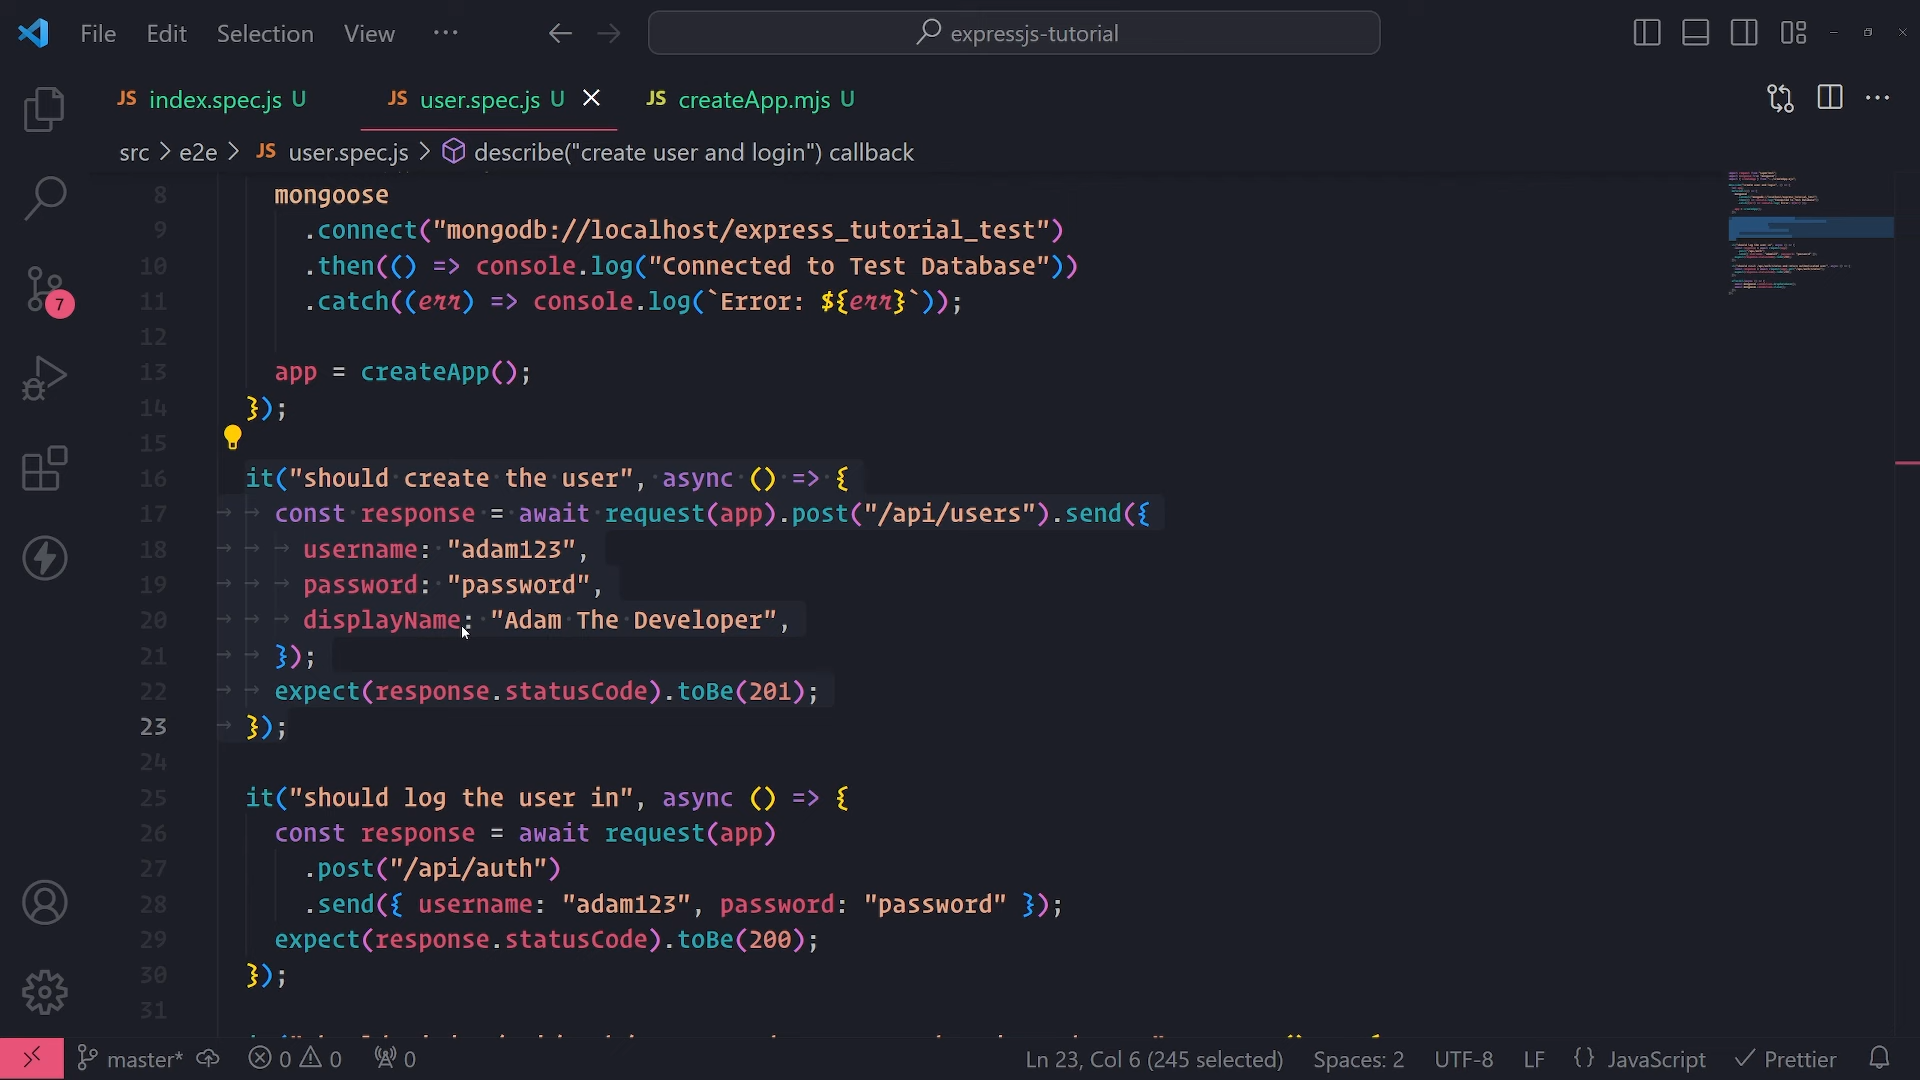 File Edit Selection View ··· expressjs-tutorial
JS index.spec.js U JS user.spec.js U JS createApp.mjs U
src > e2e > JS user.spec.js > describe("create user and login") callback
8 mongoose
9 .connect("mongodb://localhost/express_tutorial_test")
10 .then(() => console.log("Connected to Test Database"))
11 .catch((err) => console.log(`Error: ${err}`));
12
13 app = createApp();
14 });
15
16 it("should create the user", async () => {
17 const response = await request(app).post("/api/users").send({
18 username: "adam123",
19 password: "password",
20 displayName: "Adam The Developer",
21 });
22 expect(response.statusCode).toBe(201);
23 });
24
25 it("should log the user in", async () => {
26 const response = await request(app)
27 .post("/api/auth")
28 .send({ username: "adam123", password: "password" });
29 expect(response.statusCode).toBe(200);
30 });
31
7
master* 0 0 0 Ln 23, Col 6 (245 selected) Spaces: 2 UTF-8 LF {} JavaScript Prettier